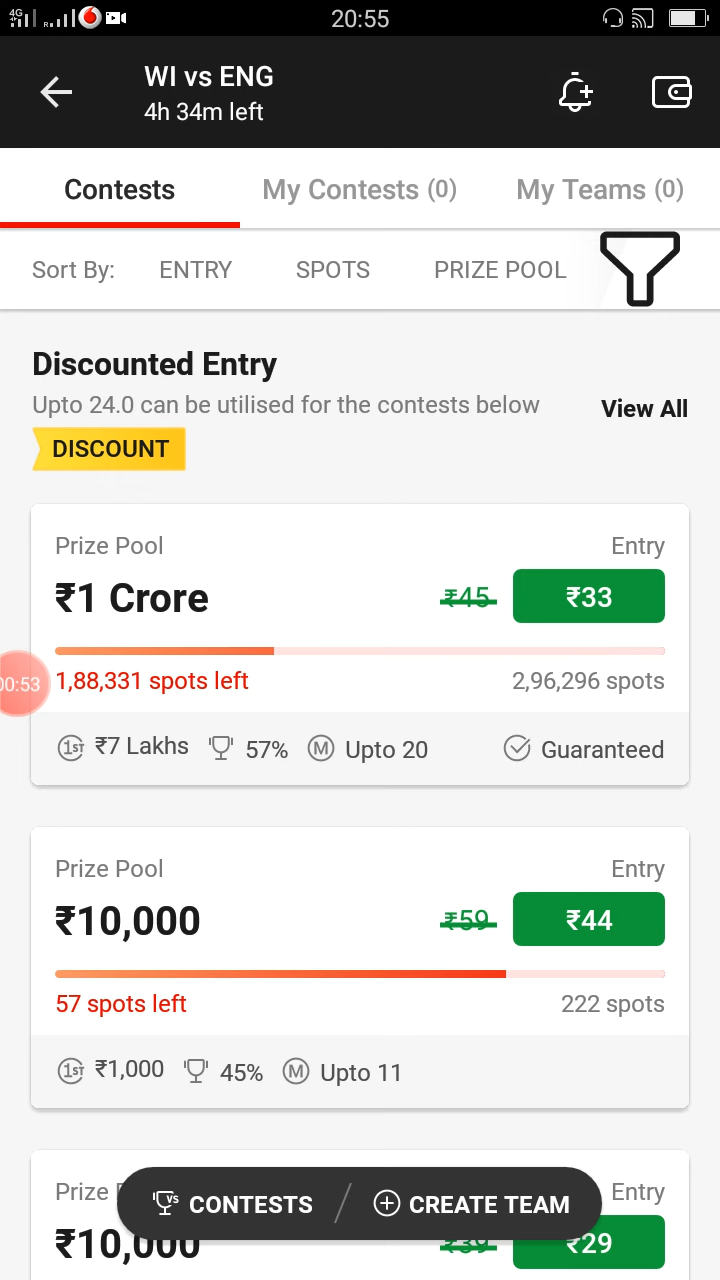 4G
R
20:55
WI vs ENG
4h 34m left
Contests
My Contests (0)
My Teams (0)
Sort By:
ENTRY
SPOTS
PRIZE POOL
Discounted Entry
Upto 24.0 can be utilised for the contests below
View All
DISCOUNT
Prize Pool
Entry
₹1 Crore
₹45
₹33
00:53
1,88,331 spots left
2,96,296 spots
1ST ₹7 Lakhs
57%
M Upto 20
Guaranteed
Prize Pool
Entry
₹10,000
₹59
₹44
57 spots left
222 spots
1ST ₹1,000
45%
M Upto 11
Prize
Entry
VS CONTESTS
CREATE TEAM
₹10,000
₹39
₹29